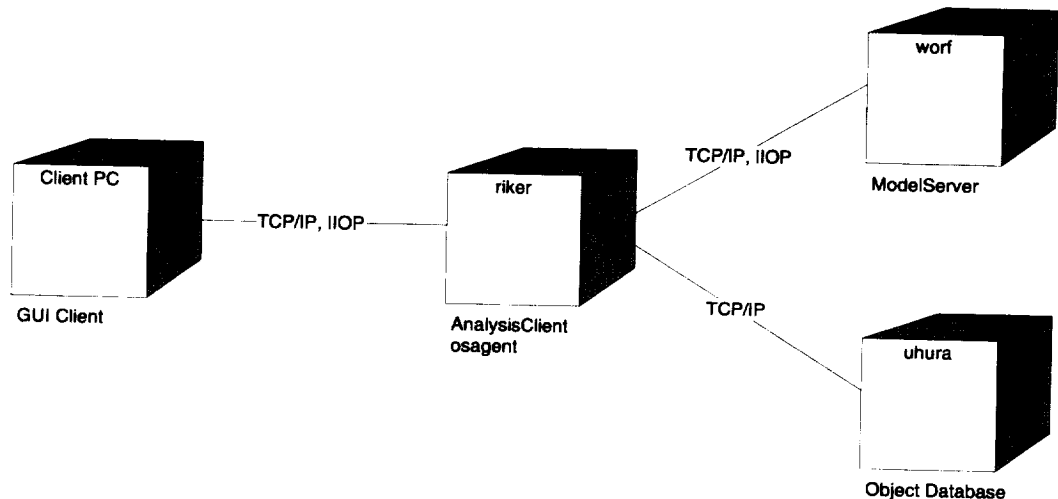 worf
TCP/IP, IIOP
ModelServer
Client PC
TCP/IP, IIOP
GUI Client
riker
AnalysisClient
osagent
TCP/IP
uhura
Object Database